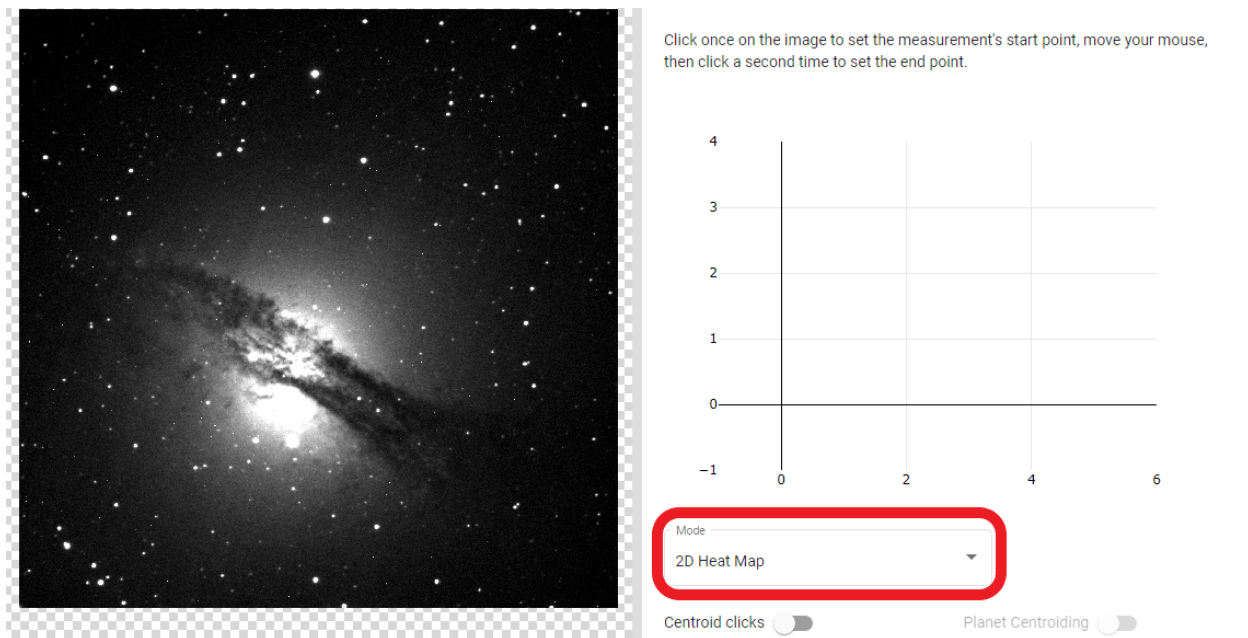 Click once on the image to set the measurement's start point, move your mouse,
then click a second time to set the end point.
4
3
2
1
0
−1
0 2 4 6
Mode
2D Heat Map
Centroid clicks Planet Centroiding